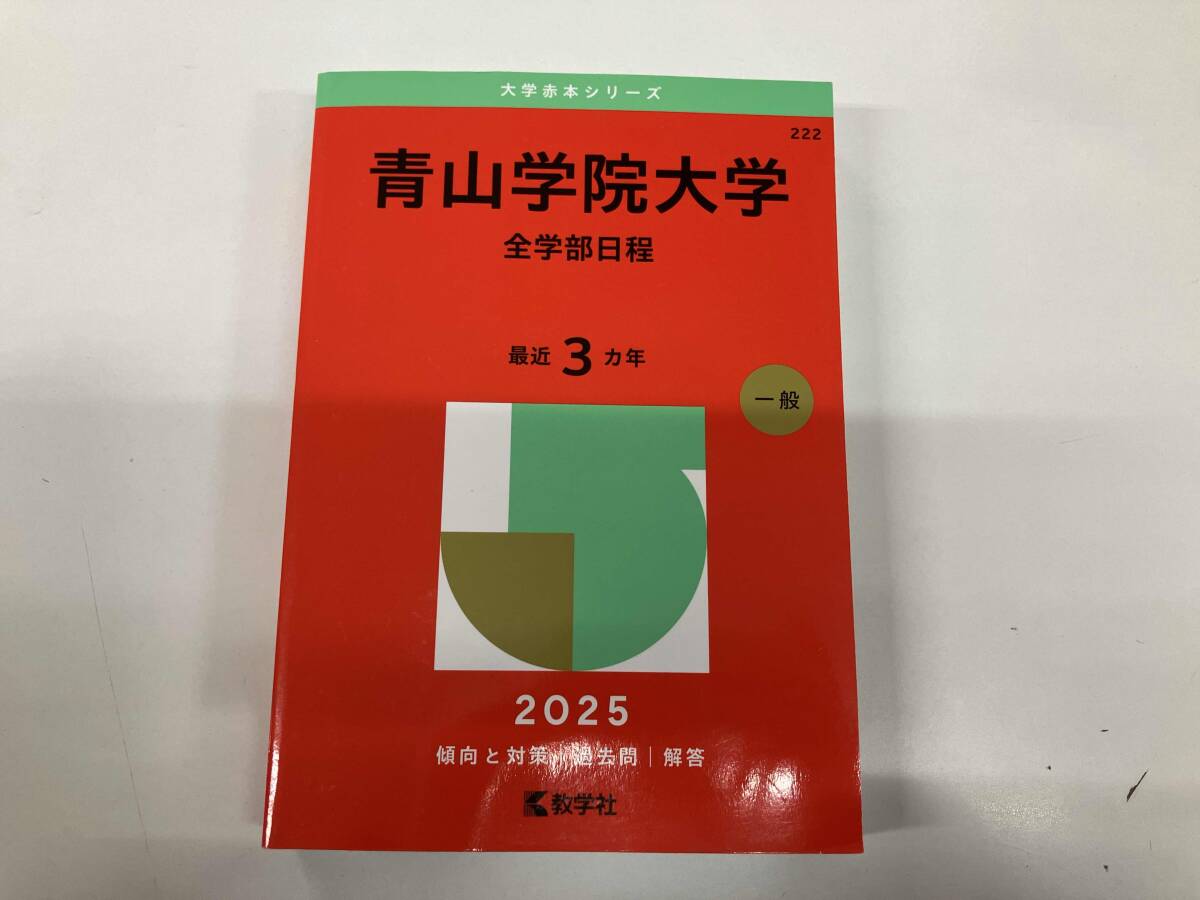 大学赤本シリーズ
222
青山学院大学
全学部日程
最近3カ年
一般
2025
傾向と対策|過去問|解答
教学社